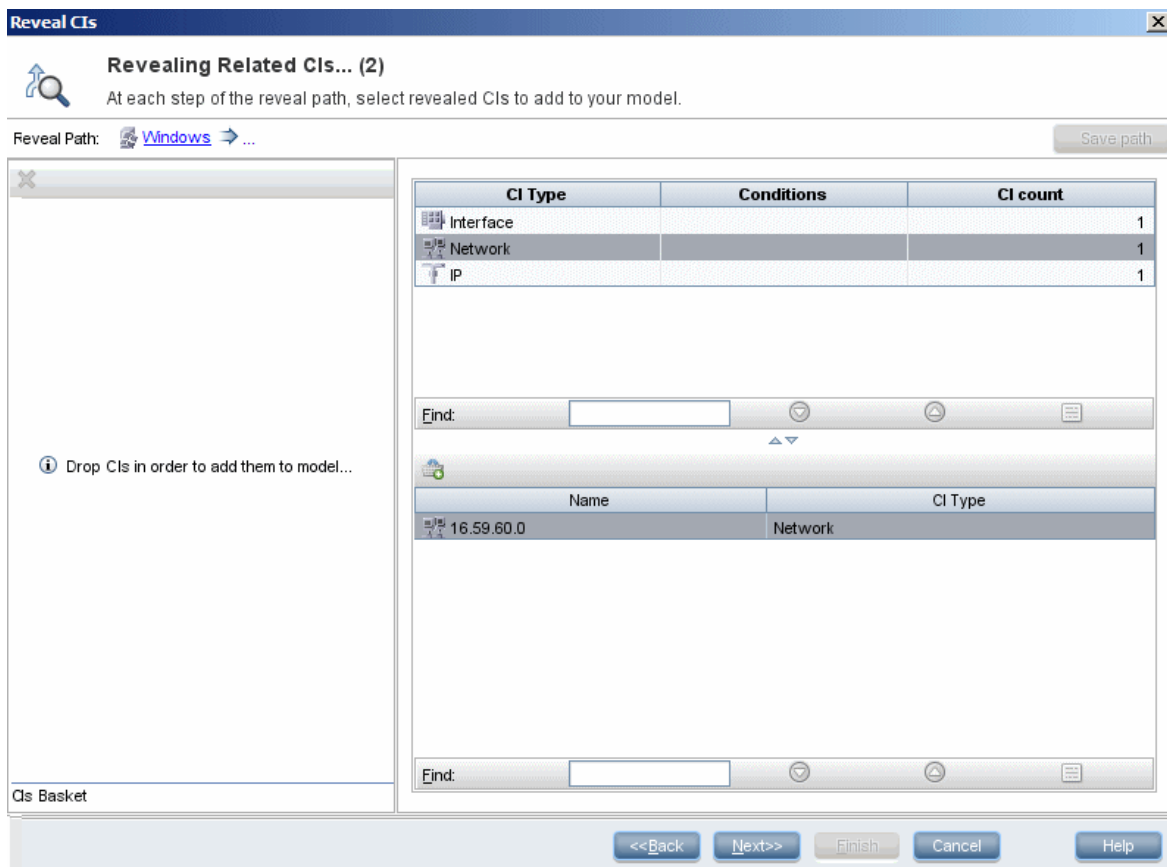 Reveal CIs
Revealing Related CIs... (2)
At each step of the reveal path, select revealed CIs to add to your model.
Reveal Path: Windows ...
Save path
CI Type Conditions CI count
Interface 1
Network 1
IP 1
Find:
Drop CIs in order to add them to model...
Name CI Type
16.59.60.0 Network
Find:
CIs Basket
<<Back Next>> Finish Cancel Help